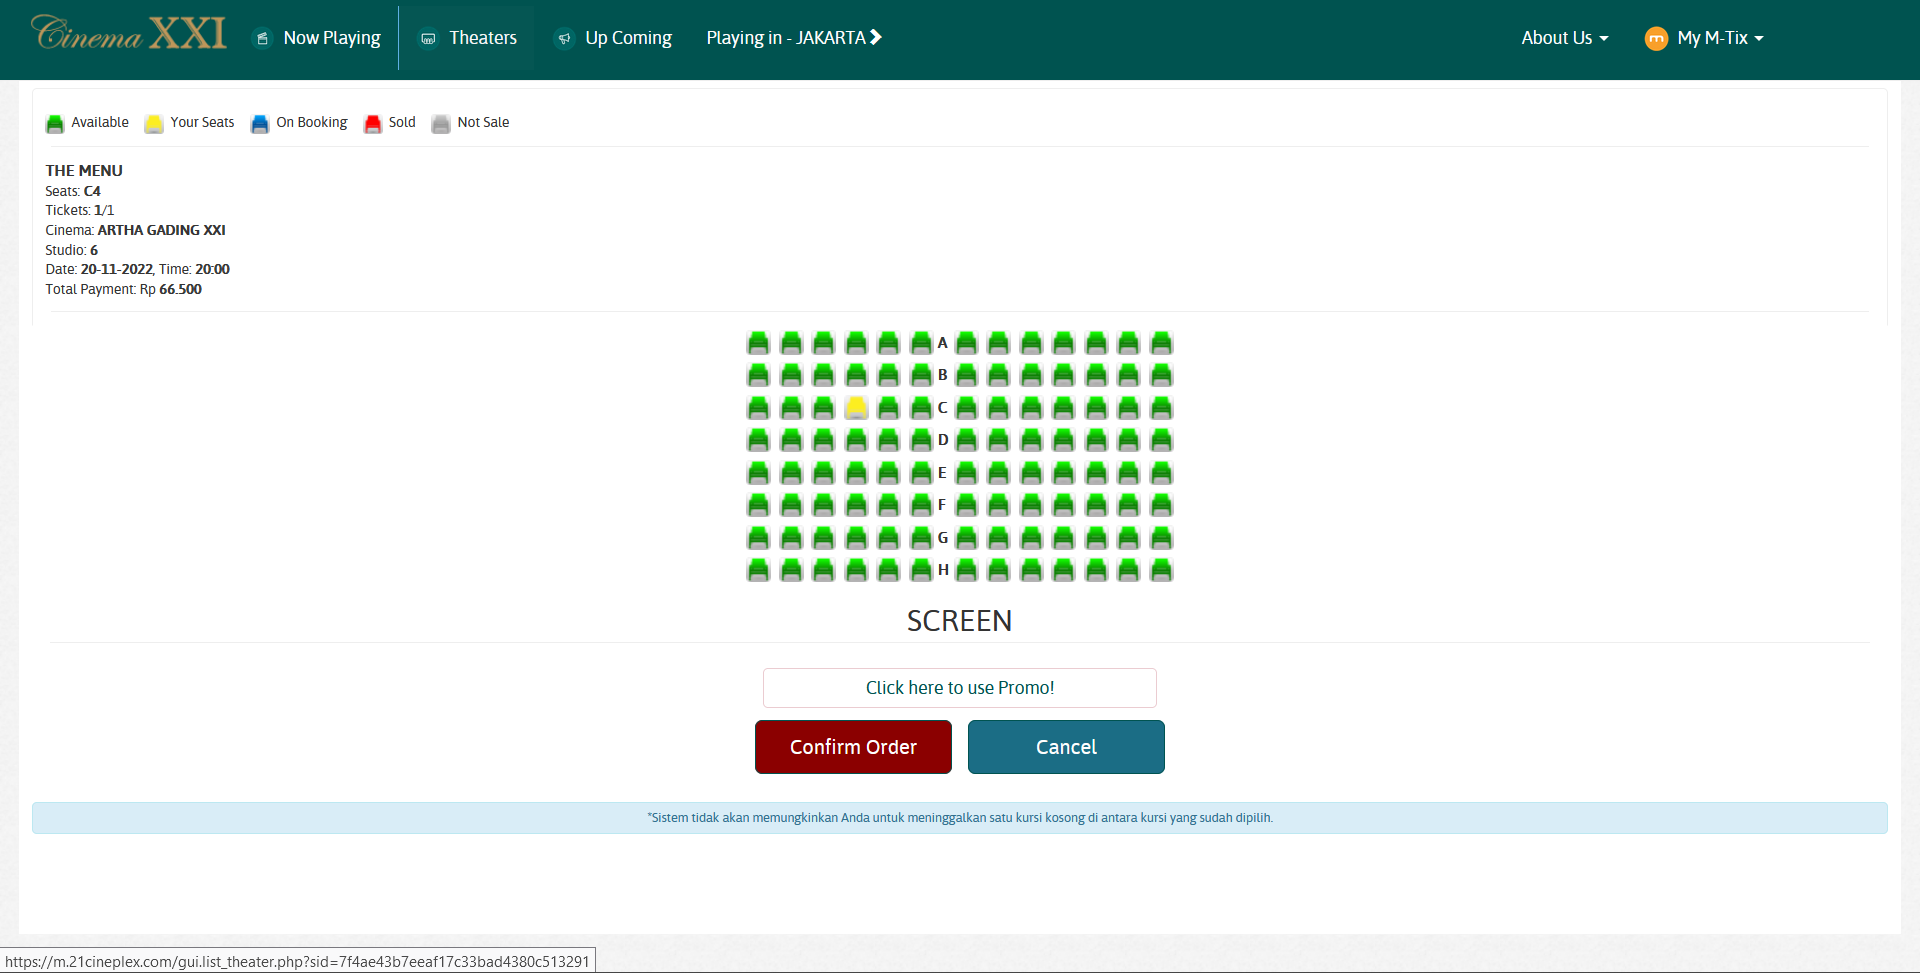 Cinema XXI Now Playing Theaters Up Coming Playing in - JAKARTA About Us m My M-Tix
Available Your Seats On Booking Sold Not Sale
THE MENU
Seats: C4
Tickets: 1/1
Cinema: ARTHA GADING XXI
Studio: 6
Date: 20-11-2022, Time: 20:00
Total Payment: Rp 66.500
A
B
C
D
E
F
G
H
SCREEN
Click here to use Promo!
Confirm Order Cancel
*Sistem tidak akan memungkinkan Anda untuk meninggalkan satu kursi kosong di antara kursi yang sudah dipilih.
https://m.21cineplex.com/gui.list_theater.php?sid=7f4ae43b7eeaf17c33bad4380c513291